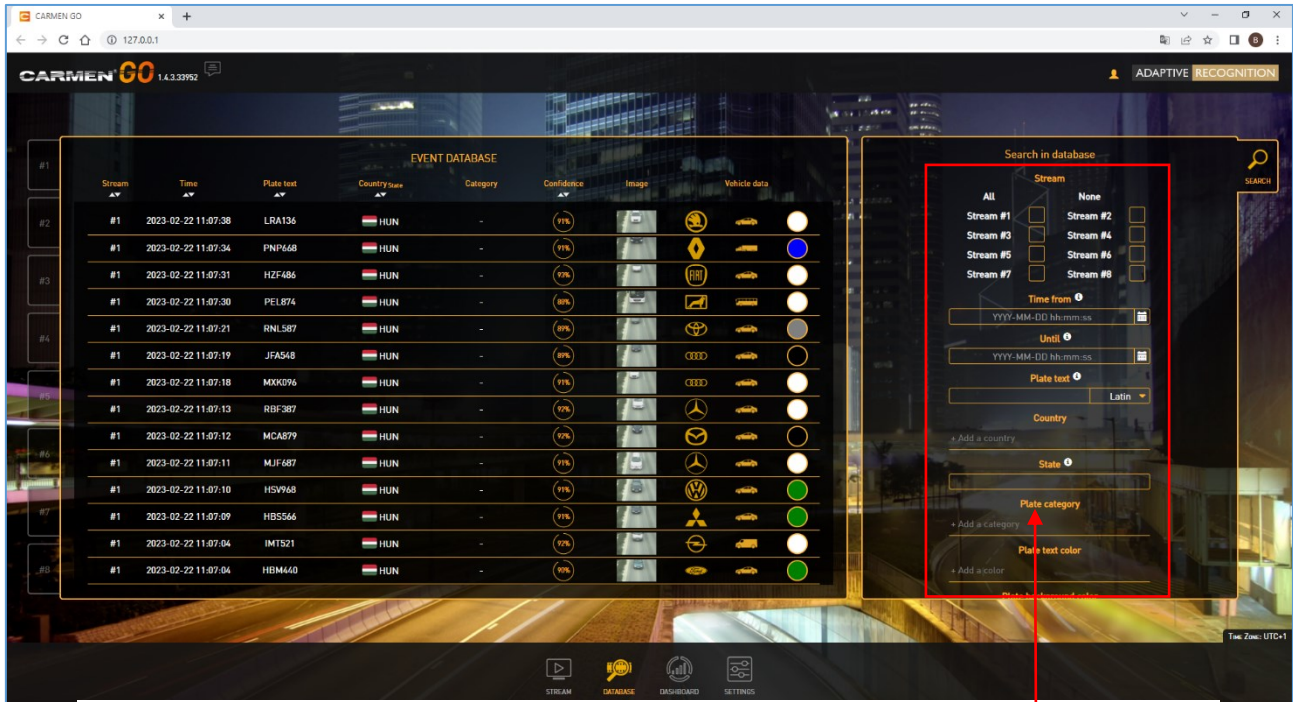 CARMEN GO
127.0.0.1
CARMEN® GO 1.4.3.33952
ADAPTIVE RECOGNITION
#1
#2
#3
#4
#5
#6
#7
#8
EVENT DATABASE
Stream Time Plate text Country State Category Confidence Image Vehicle data
#1 2023-02-22 11:07:38 LRA136 HUN - 91%
#1 2023-02-22 11:07:34 PNP668 HUN - 91%
#1 2023-02-22 11:07:31 HZF486 HUN - 93%
#1 2023-02-22 11:07:30 PEL874 HUN - 88%
#1 2023-02-22 11:07:21 RNL587 HUN - 89%
#1 2023-02-22 11:07:19 JFA548 HUN - 89%
#1 2023-02-22 11:07:18 MXK096 HUN - 91%
#1 2023-02-22 11:07:13 RBF387 HUN - 92%
#1 2023-02-22 11:07:12 MCA879 HUN - 92%
#1 2023-02-22 11:07:11 MJF687 HUN - 91%
#1 2023-02-22 11:07:10 HSV968 HUN - 91%
#1 2023-02-22 11:07:09 HBS566 HUN - 91%
#1 2023-02-22 11:07:04 IMT521 HUN - 92%
#1 2023-02-22 11:07:04 HBM440 HUN - 90%
Search in database
SEARCH
Stream
All None
Stream #1 Stream #2
Stream #3 Stream #4
Stream #5 Stream #6
Stream #7 Stream #8
Time from
YYYY-MM-DD hh:mm:ss
Until
YYYY-MM-DD hh:mm:ss
Plate text
Latin
Country
+ Add a country
State
Plate category
+ Add a category
Plate text color
+ Add a color
Plate background color
TIME ZONE: UTC+1
STREAM DATABASE DASHBOARD SETTINGS